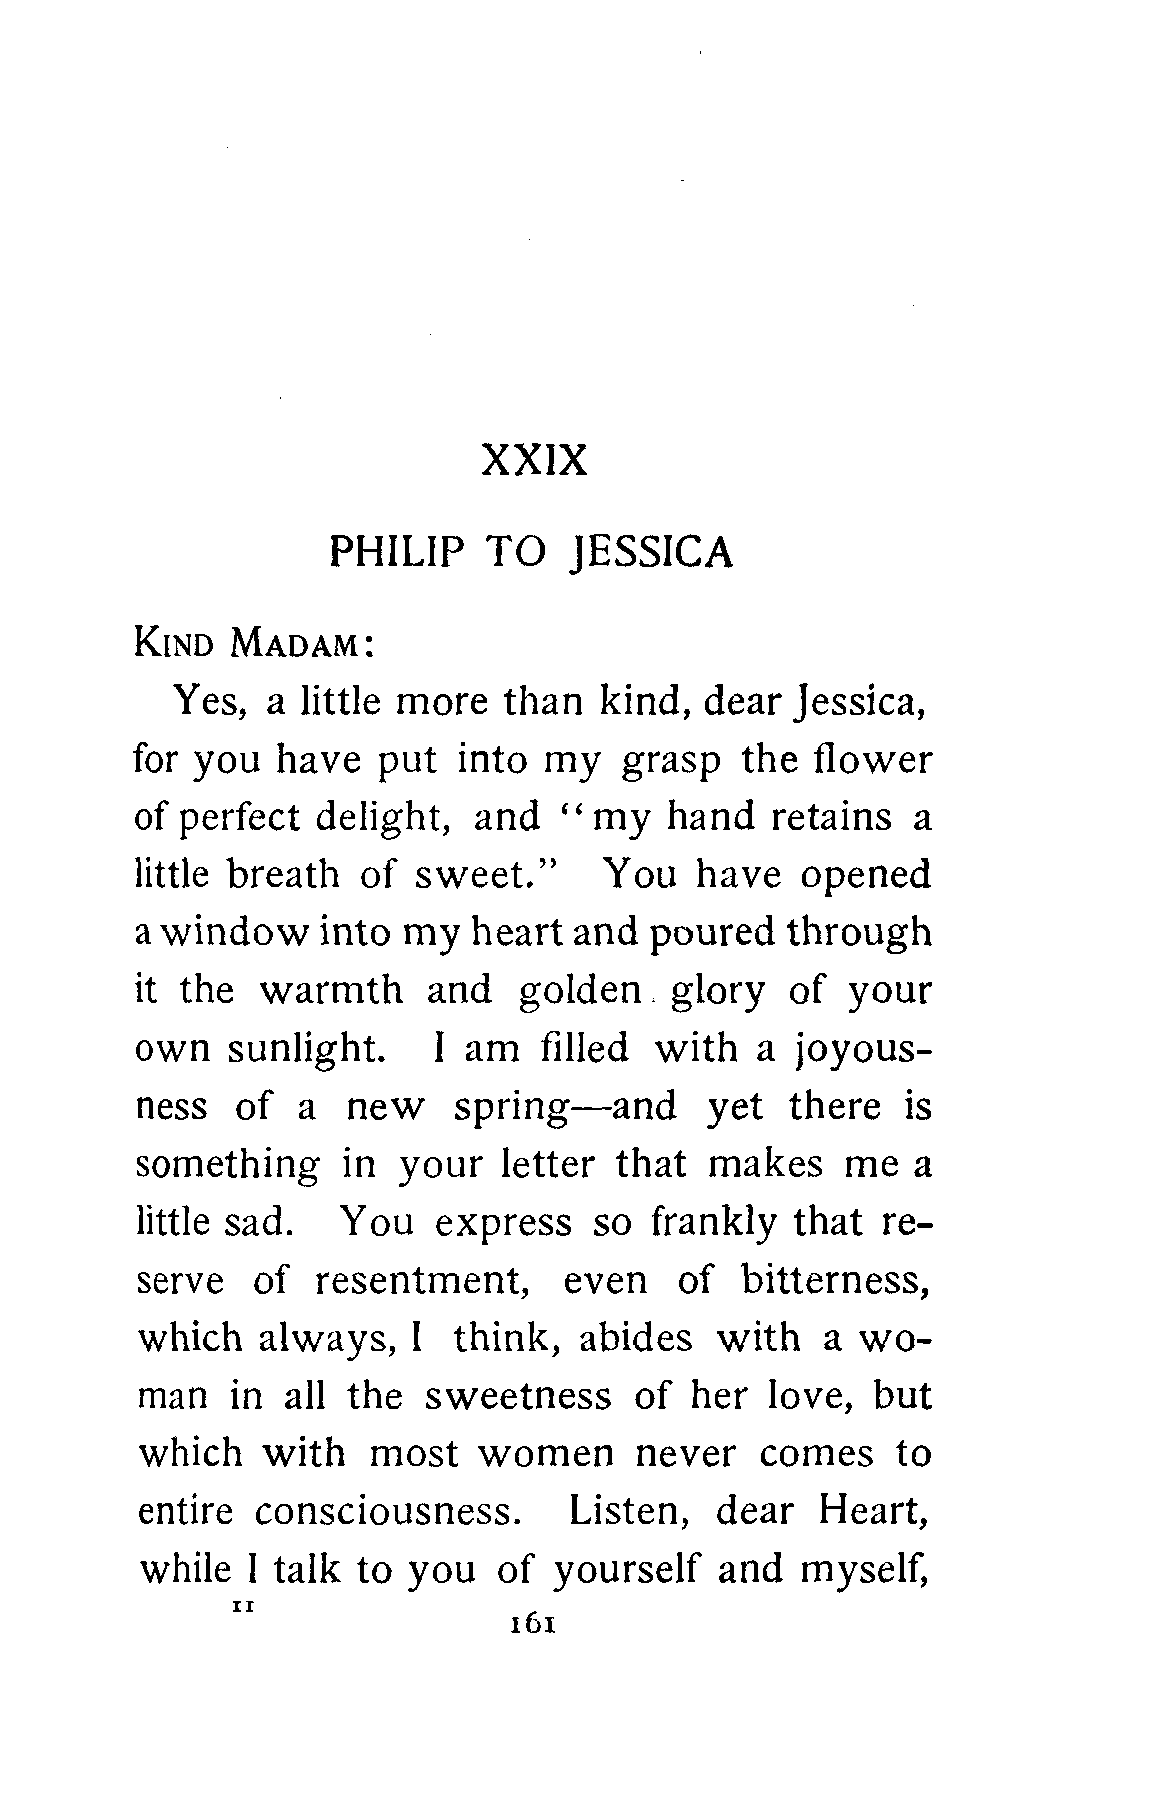 XXIX
PHILIP TO JESSICA
KIND MADAM:
Yes, a little more than kind, dear Jessica,
for you have put into my grasp the flower
of perfect delight, and “my hand retains a
little breath of sweet.” You have opened
a window into my heart and poured through
it the warmth and golden glory of your
own sunlight. I am filled with a joyous-
ness of a new spring—and yet there is
something in your letter that makes me a
little sad. You express so frankly that re-
serve of resentment, even of bitterness,
which always, I think, abides with a wo-
man in all the sweetness of her love, but
which with most women never comes to
entire consciousness. Listen, dear Heart,
while I talk to you of yourself and myself,
11
161